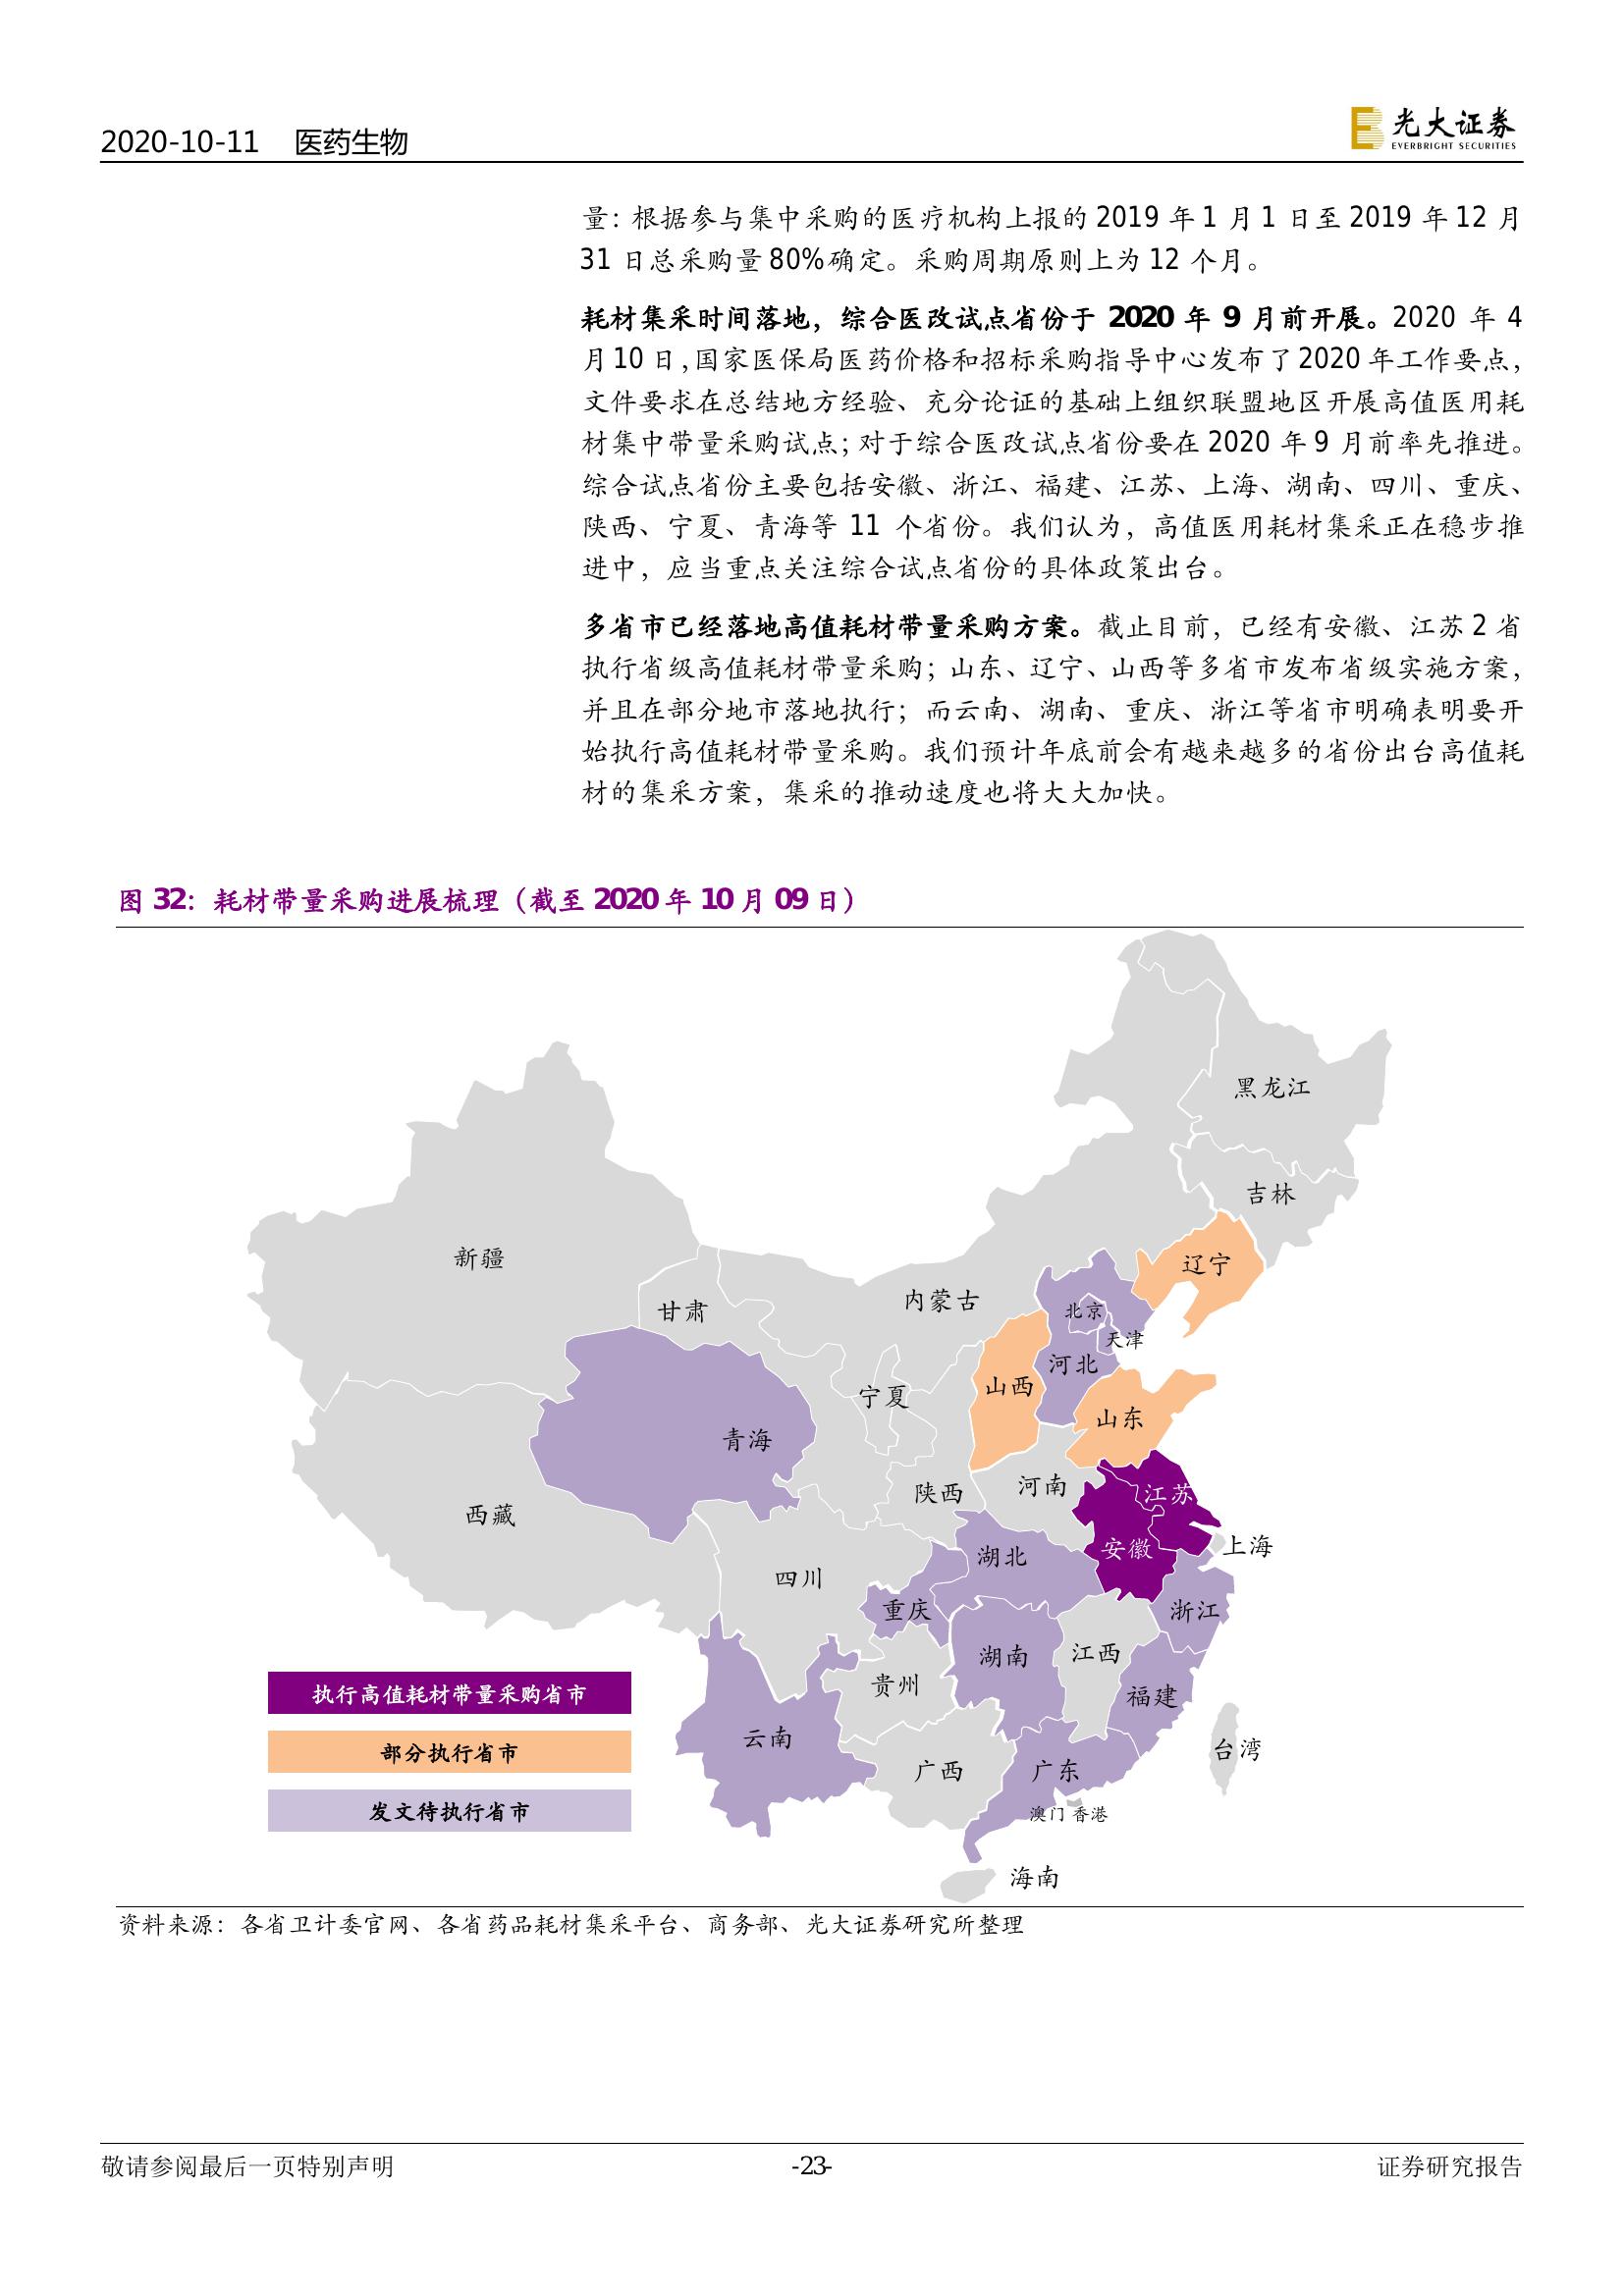 2020-10-11 医药生物
光大证券
EVERBRIGHT SECURITIES
量：根据参与集中采购的医疗机构上报的 2019 年 1 月 1 日至 2019 年 12 月
31 日总采购量 80%确定。采购周期原则上为 12 个月。
耗材集采时间落地，综合医改试点省份于 2020 年 9 月前开展。2020 年 4
月 10 日，国家医保局医药价格和招标采购指导中心发布了 2020 年工作要点，
文件要求在总结地方经验、充分论证的基础上组织联盟地区开展高值医用耗
材集中带量采购试点；对于综合医改试点省份要在 2020 年 9 月前率先推进。
综合试点省份主要包括安徽、浙江、福建、江苏、上海、湖南、四川、重庆、
陕西、宁夏、青海等 11 个省份。我们认为，高值医用耗材集采正在稳步推
进中，应当重点关注综合试点省份的具体政策出台。
多省市已经落地高值耗材带量采购方案。截止目前，已经有安徽、江苏 2 省
执行省级高值耗材带量采购；山东、辽宁、山西等多省市发布省级实施方案，
并且在部分地市落地执行；而云南、湖南、重庆、浙江等省市明确表明要开
始执行高值耗材带量采购。我们预计年底前会有越来越多的省份出台高值耗
材的集采方案，集采的推动速度也将大大加快。
图 32：耗材带量采购进展梳理（截至 2020 年 10 月 09 日）
黑龙江
吉林
新疆
辽宁
内蒙古
甘肃
北京
天津
河北
山西
宁夏
山东
青海
河南
陕西
江苏
西藏
上海
安徽
湖北
四川
重庆
浙江
湖南
江西
贵州
福建
执行高值耗材带量采购省市
云南
台湾
部分执行省市
广西
广东
发文待执行省市
澳门 香港
海南
资料来源：各省卫计委官网、各省药品耗材集采平台、商务部、光大证券研究所整理
敬请参阅最后一页特别声明
-23-
证券研究报告